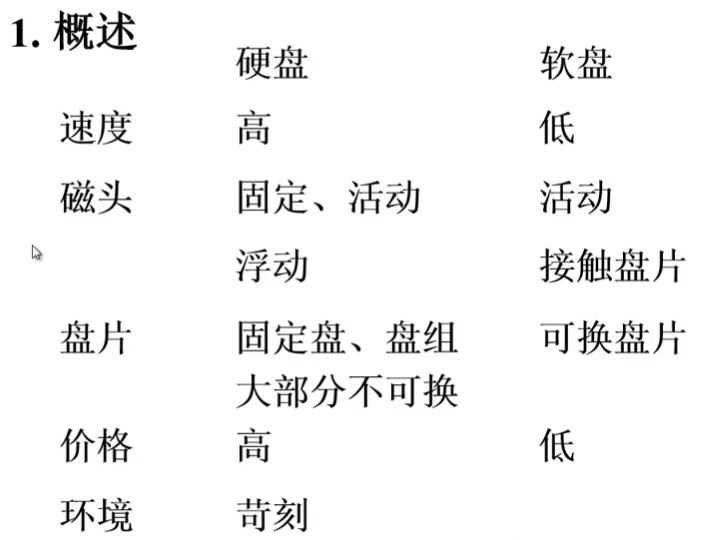 1. 概述
硬盘 软盘
速度 高 低
磁头 固定、活动 活动
浮动 接触盘片
盘片 固定盘、盘组 可换盘片
大部分不可换
价格 高 低
环境 苛刻